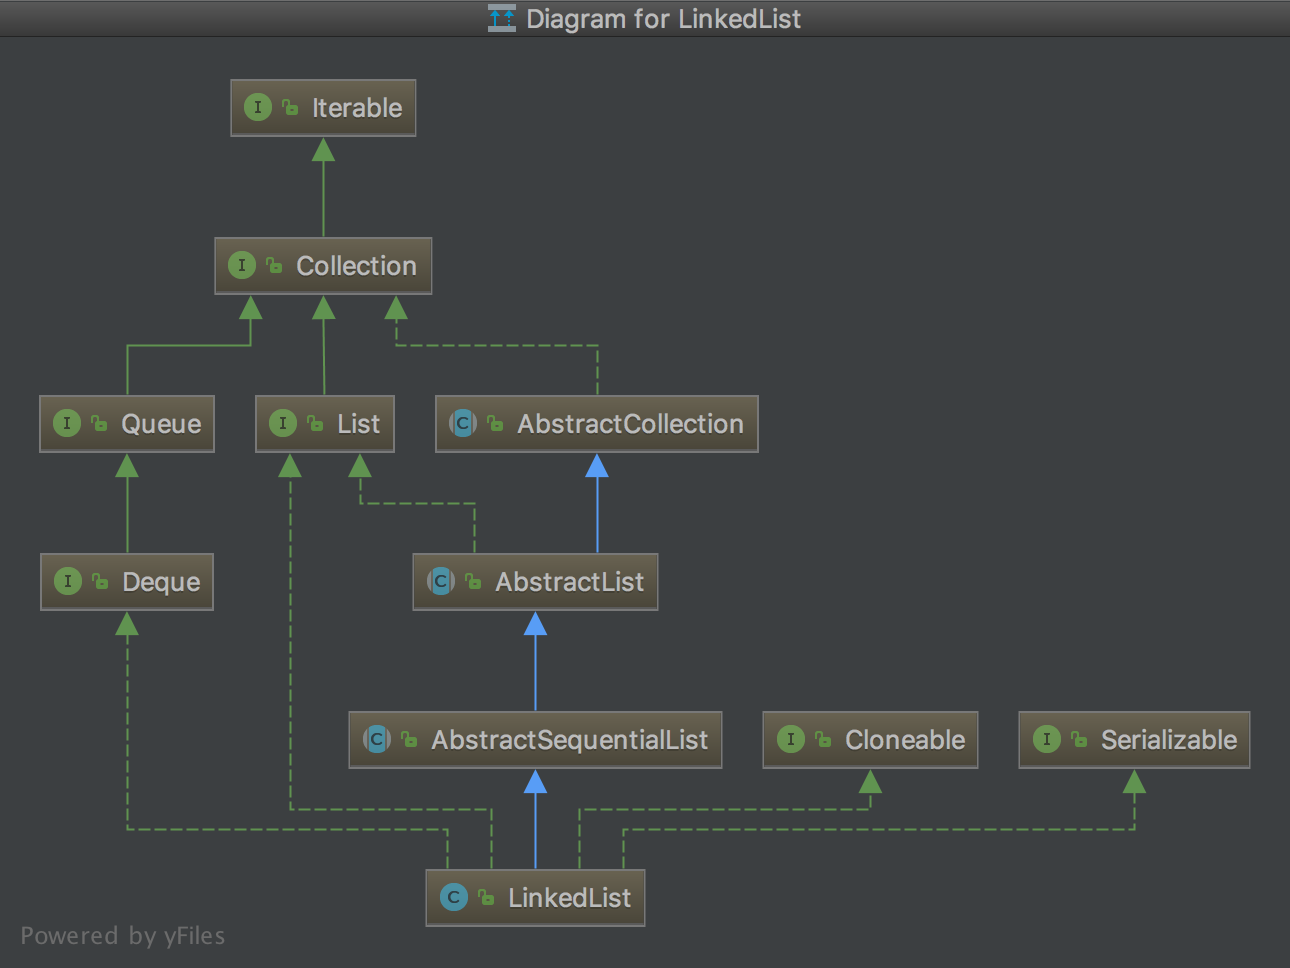 Diagram for LinkedList
I Iterable
I Collection
I Queue
I List
C AbstractCollection
I Deque
C AbstractList
C AbstractSequentialList
I Cloneable
I Serializable
C LinkedList
Powered by yFiles